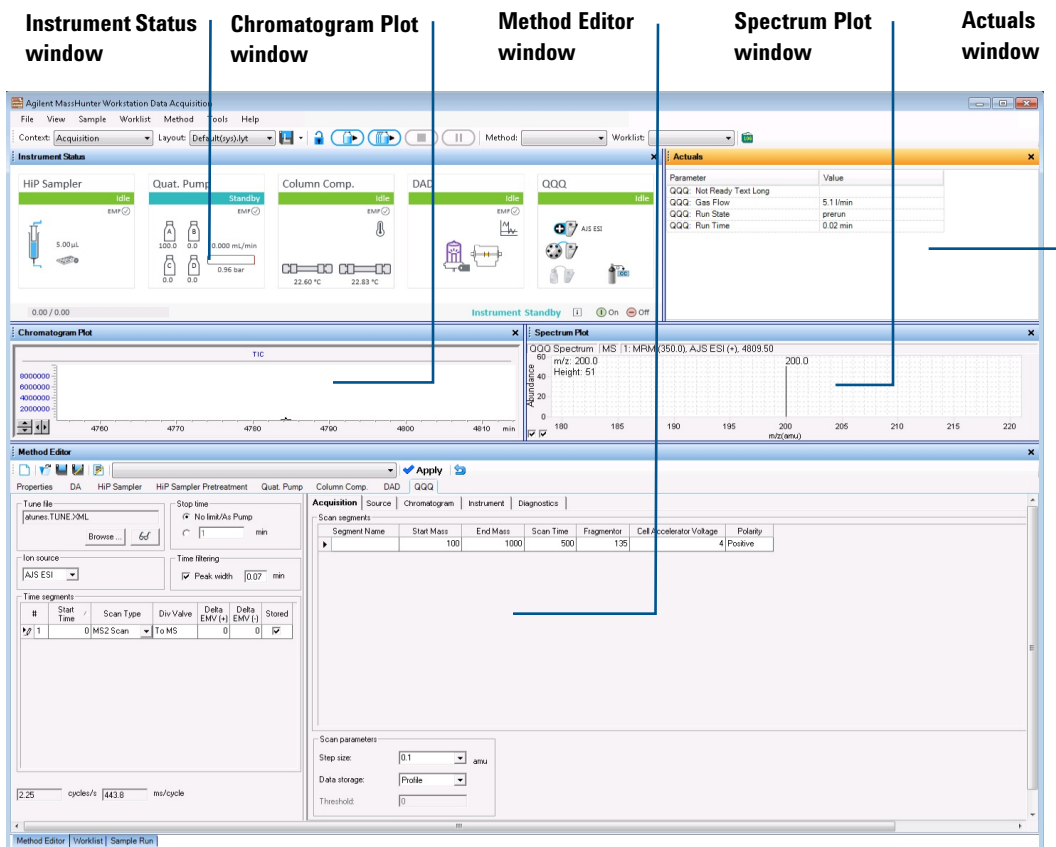 Instrument Status window
Chromatogram Plot window
Method Editor window
Spectrum Plot window
Actuals window
Agilent MassHunter Workstation Data Acquisition
File View Sample Worklist Method Tools Help
Context: Acquisition Layout: Default(sys).lyt Method: Worklist:
Instrument Status
HiP Sampler
Idle
EMF
5.00 µL
Quat. Pump
Standby
EMF
A B
100.0 0.0 0.000 mL/min
C D 0.96 bar
0.0 0.0
Column Comp.
Idle
EMF
22.60 °C 22.83 °C
DAD
Idle
EMF
QQQ
Idle
AJS ESI
0.00 / 0.00 Instrument Standby i On Off
Actuals
Parameter Value
QQQ: Not Ready Text Long
QQQ: Gas Flow 5.1 l/min
QQQ: Run State prerun
QQQ: Run Time 0.02 min
Chromatogram Plot
TIC
8000000
6000000
4000000
2000000
4760 4770 4780 4790 4800 4810 min
Spectrum Plot
QQQ Spectrum MS 1: MRM (350.0), AJS ESI (+), 4809.50
m/z: 200.0
Height: 51
200.0
Abundance
60
40
20
0
180 185 190 195 200 205 210 215 220
m/z(amu)
Method Editor
Apply
Properties DA HiP Sampler HiP Sampler Pretreatment Quat. Pump Column Comp. DAD QQQ
Tune file
atunes.TUNE.XML
Browse ...
Stop time
No limit/As Pump
1 min
Ion source
AJS ESI
Time filtering
Peak width 0.07 min
Time segments
# Start Time Scan Type Div Valve Delta EMV (+) Delta EMV (-) Stored
1 0 MS2 Scan To MS 0 0
2.25 cycles/s 443.8 ms/cycle
Acquisition Source Chromatogram Instrument Diagnostics
Scan segments
Segment Name Start Mass End Mass Scan Time Fragmentor Cell Accelerator Voltage Polarity
100 1000 500 135 4 Positive
Scan parameters
Step size: 0.1 amu
Data storage: Profile
Threshold: 0
Method Editor Worklist Sample Run